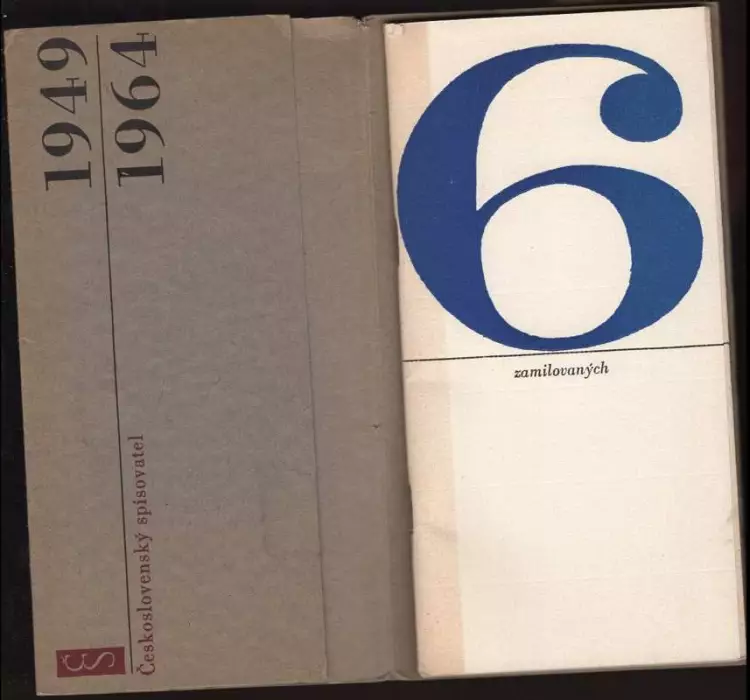 1949
1964
Československý spisovatel
ČS
6
zamilovaných